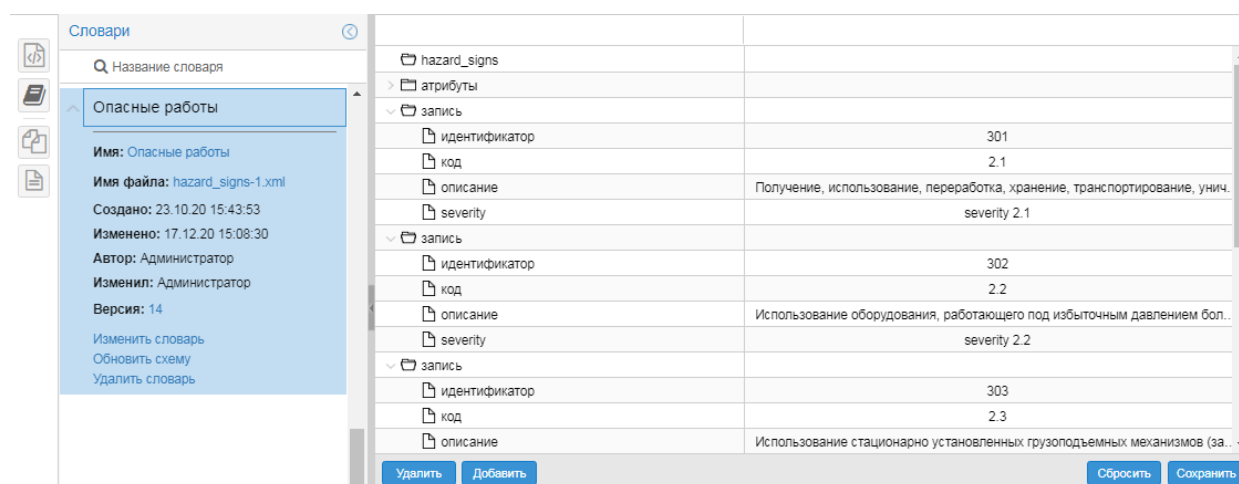 Словари
Название словаря
Опасные работы
Имя: Опасные работы
Имя файла: hazard_signs-1.xml
Создано: 23.10.20 15:43:53
Изменено: 17.12.20 15:08:30
Автор: Администратор
Изменил: Администратор
Версия: 14
Изменить словарь
Обновить схему
Удалить словарь
hazard_signs
атрибуты
запись
идентификатор 301
код 2.1
описание Получение, использование, переработка, хранение, транспортирование, унич.
severity severity 2.1
запись
идентификатор 302
код 2.2
описание Использование оборудования, работающего под избыточным давлением бол..
severity severity 2.2
запись
идентификатор 303
код 2.3
описание Использование стационарно установленных грузоподъемных механизмов (за..
Удалить Добавить Сбросить Сохранить